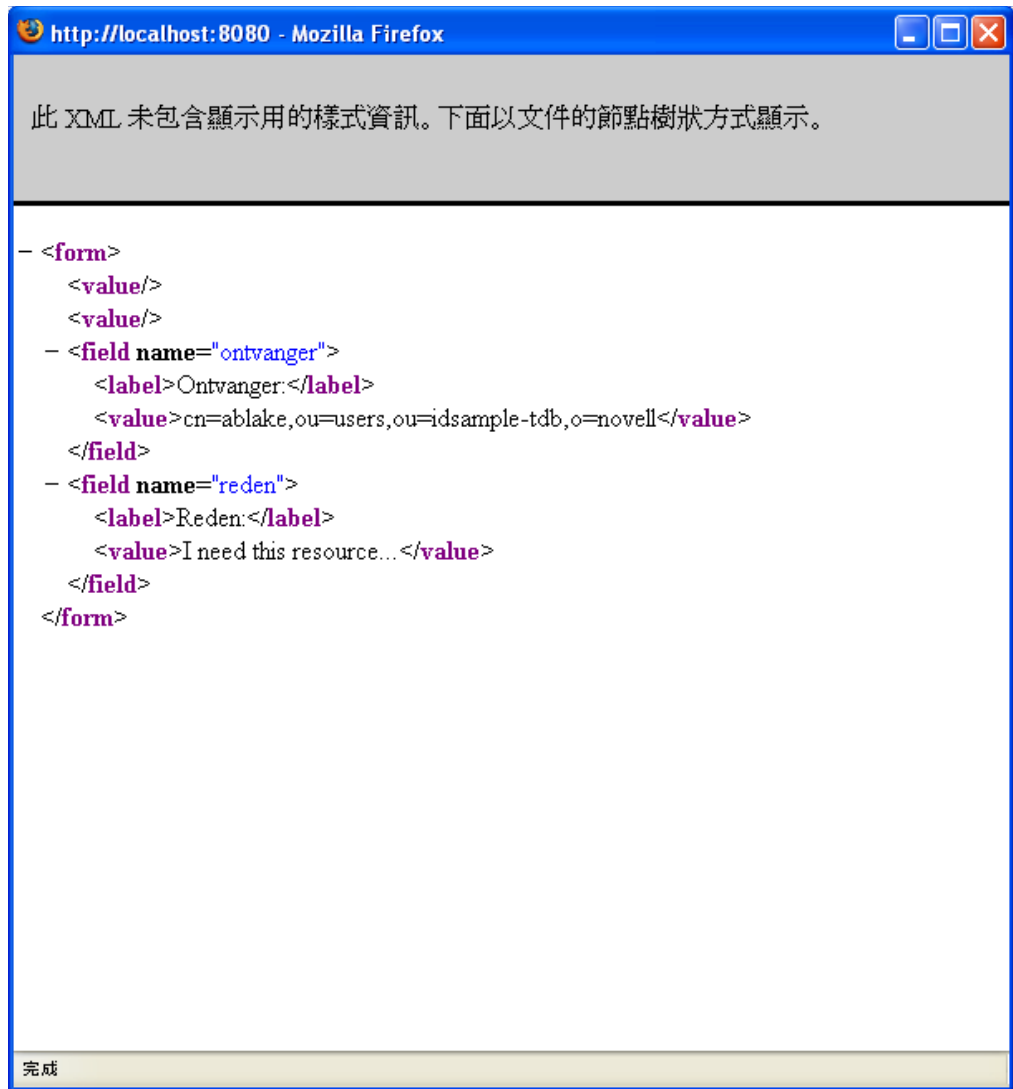 http://localhost:8080 - Mozilla Firefox
此 XML 未包含顯示用的樣式資訊。下面以文件的節點樹狀方式顯示。
− <form>
<value/>
<value/>
− <field name="ontvanger">
<label>Ontvanger:</label>
<value>cn=ablake,ou=users,ou=idsample-tdb,o=novell</value>
</field>
− <field name="reden">
<label>Reden:</label>
<value>I need this resource...</value>
</field>
</form>
完成